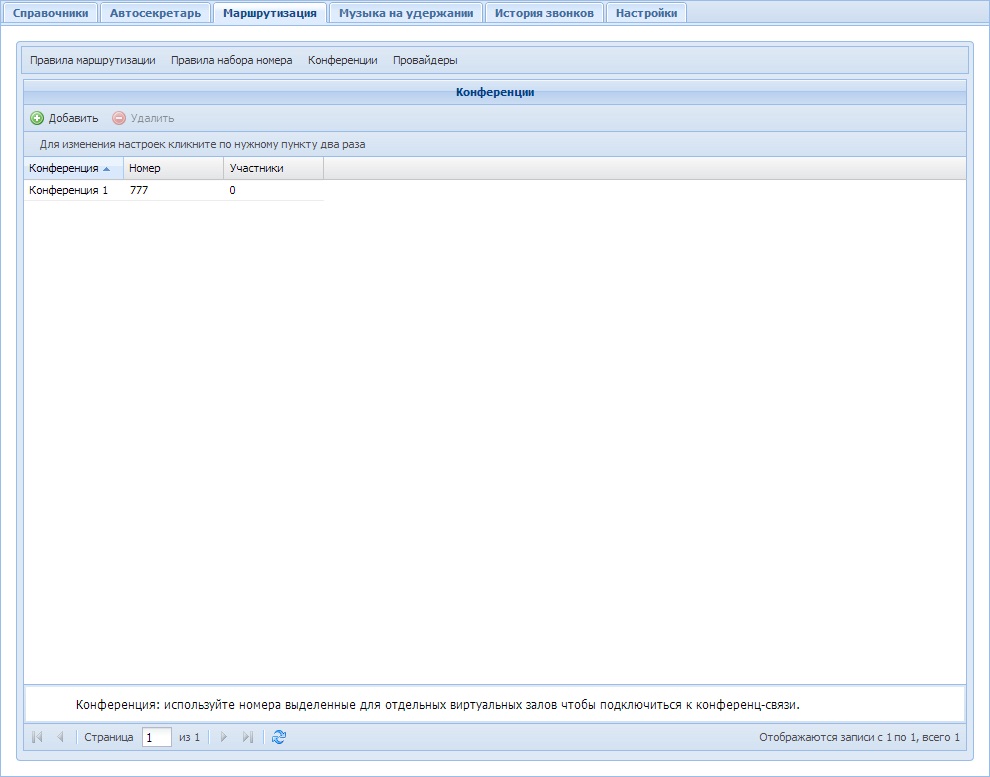 Справочники Автосекретарь Маршрутизация Музыка на удержании История звонков Настройки
Правила маршрутизации Правила набора номера Конференции Провайдеры
Конференции
Добавить Удалить
Для изменения настроек кликните по нужному пункту два раза
Конференция Номер Участники
Конференция 1 777 0
Конференция: используйте номера выделенные для отдельных виртуальных залов чтобы подключиться к конференц-связи.
Страница 1 из 1 Отображаются записи с 1 по 1, всего 1